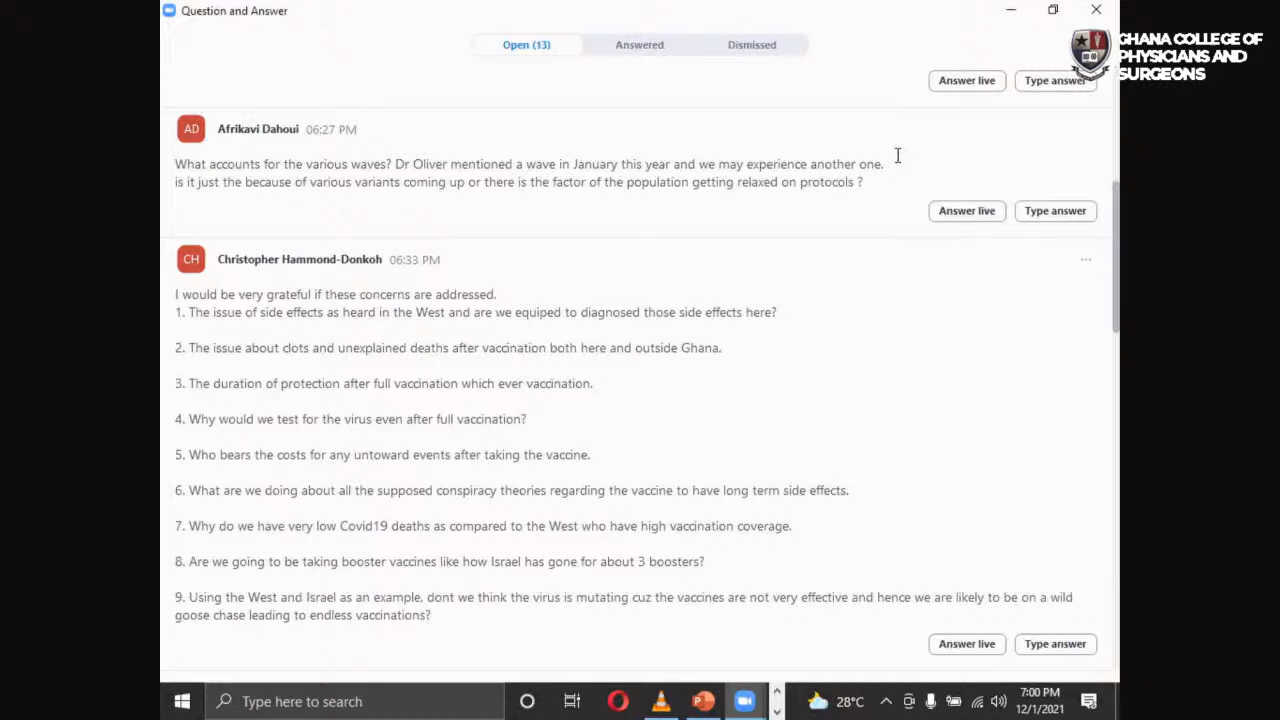 Question and Answer
Open (13)
Answered
Dismissed
GHANA COLLEGE OF
PHYSICIANS AND
SURGEONS
Answer live
Type answer
AD
Afrikavi Dahoui 06:27 PM
What accounts for the various waves? Dr Oliver mentioned a wave in January this year and we may experience another one.
is it just the because of various variants coming up or there is the factor of the population getting relaxed on protocols ?
Answer live
Type answer
CH
Christopher Hammond-Donkoh 06:33 PM
I would be very grateful if these concerns are addressed.
1. The issue of side effects as heard in the West and are we equiped to diagnosed those side effects here?
2. The issue about clots and unexplained deaths after vaccination both here and outside Ghana.
3. The duration of protection after full vaccination which ever vaccination.
4. Why would we test for the virus even after full vaccination?
5. Who bears the costs for any untoward events after taking the vaccine.
6. What are we doing about all the supposed conspiracy theories regarding the vaccine to have long term side effects.
7. Why do we have very low Covid19 deaths as compared to the West who have high vaccination coverage.
8. Are we going to be taking booster vaccines like how Israel has gone for about 3 boosters?
9. Using the West and Israel as an example, dont we think the virus is mutating cuz the vaccines are not very effective and hence we are likely to be on a wild
goose chase leading to endless vaccinations?
Answer live
Type answer
Type here to search
28°C
7:00 PM
12/1/2021